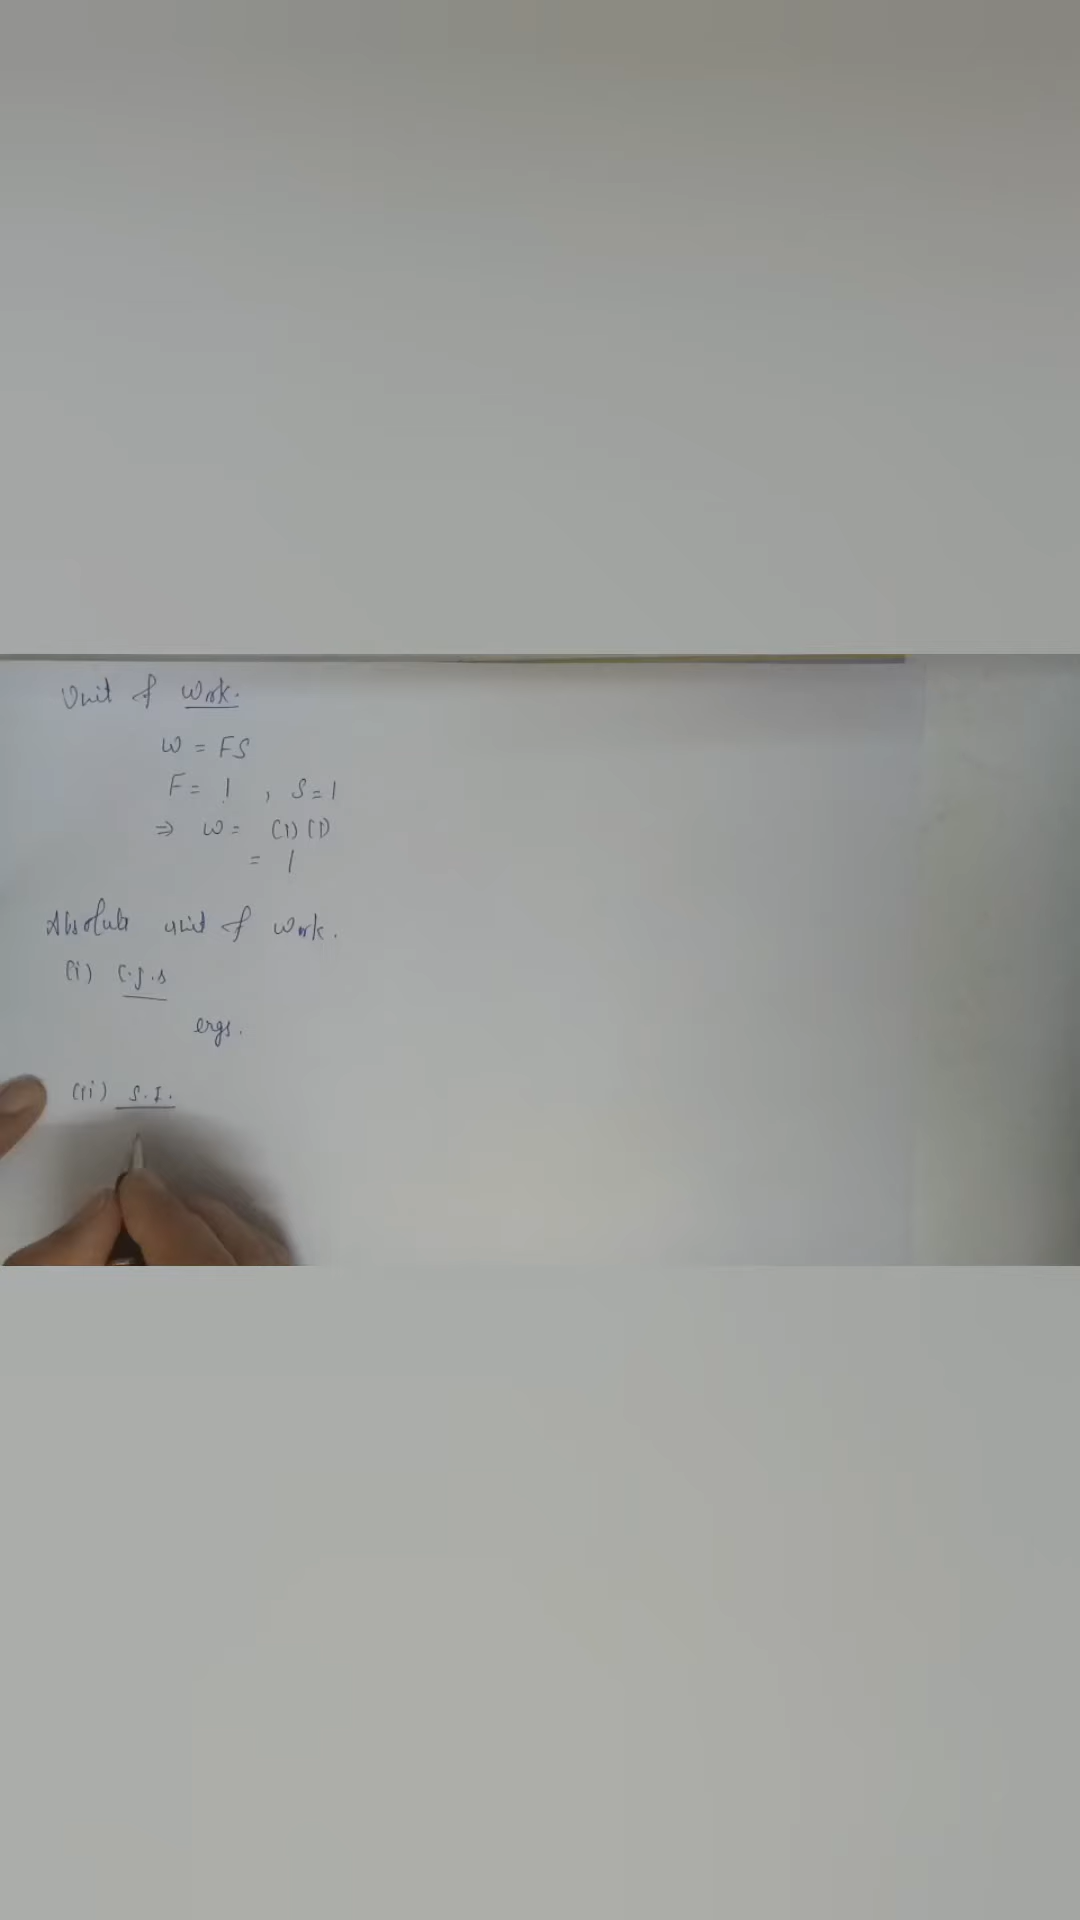 Unit of Work.
W = FS
F = 1 , S = 1
⇒ W = (1) (1)
= 1
Absolute unit of Work.
(i) C.g.s
ergs.
(ii) S.I.